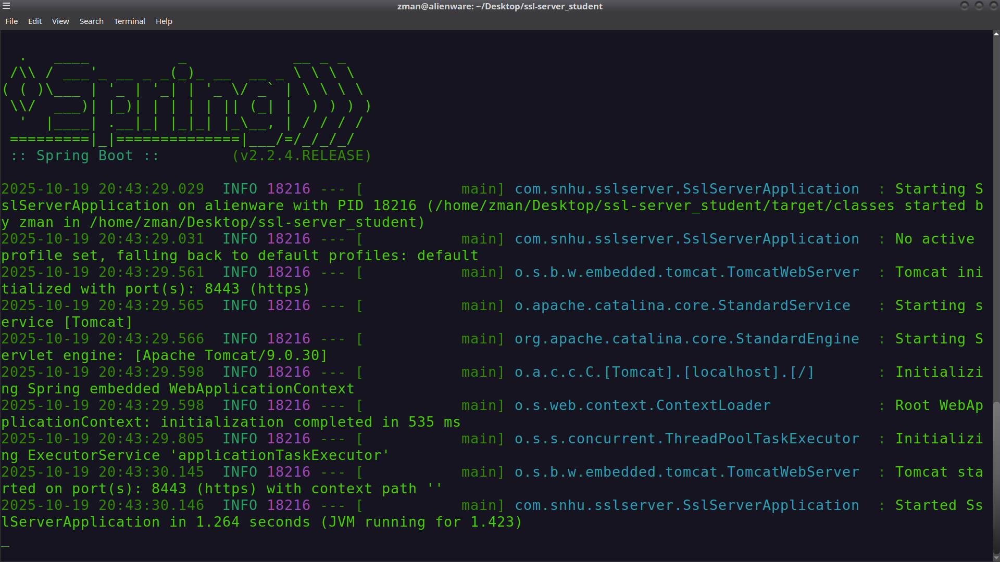 zman@alienware: ~/Desktop/ssl-server_student
File Edit View Search Terminal Help
  .   ____          _            __ _ _
 /\\ / ___'_ __ _ _(_)_ __  __ _ \ \ \ \
( ( )\___ | '_ | '_| | '_ \/ _` | \ \ \ \
 \\/  ___)| |_)| | | | | || (_| |  ) ) ) )
  '  |____| .__|_| |_|_| |_\__, | / / / /
 =========|_|==============|___/=/_/_/_/
 :: Spring Boot ::        (v2.2.4.RELEASE)
2025-10-19 20:43:29.029  INFO 18216 --- [           main] com.snhu.sslserver.SslServerApplication  : Starting S
slServerApplication on alienware with PID 18216 (/home/zman/Desktop/ssl-server_student/target/classes started b
y zman in /home/zman/Desktop/ssl-server_student)
2025-10-19 20:43:29.031  INFO 18216 --- [           main] com.snhu.sslserver.SslServerApplication  : No active
profile set, falling back to default profiles: default
2025-10-19 20:43:29.561  INFO 18216 --- [           main] o.s.b.w.embedded.tomcat.TomcatWebServer  : Tomcat ini
tialized with port(s): 8443 (https)
2025-10-19 20:43:29.565  INFO 18216 --- [           main] o.apache.catalina.core.StandardService   : Starting s
ervice [Tomcat]
2025-10-19 20:43:29.566  INFO 18216 --- [           main] org.apache.catalina.core.StandardEngine  : Starting S
ervlet engine: [Apache Tomcat/9.0.30]
2025-10-19 20:43:29.598  INFO 18216 --- [           main] o.a.c.c.C.[Tomcat].[localhost].[/]       : Initializi
ng Spring embedded WebApplicationContext
2025-10-19 20:43:29.598  INFO 18216 --- [           main] o.s.web.context.ContextLoader            : Root WebAp
plicationContext: initialization completed in 535 ms
2025-10-19 20:43:29.805  INFO 18216 --- [           main] o.s.s.concurrent.ThreadPoolTaskExecutor  : Initializi
ng ExecutorService 'applicationTaskExecutor'
2025-10-19 20:43:30.145  INFO 18216 --- [           main] o.s.b.w.embedded.tomcat.TomcatWebServer  : Tomcat sta
rted on port(s): 8443 (https) with context path ''
2025-10-19 20:43:30.146  INFO 18216 --- [           main] com.snhu.sslserver.SslServerApplication  : Started Ss
lServerApplication in 1.264 seconds (JVM running for 1.423)